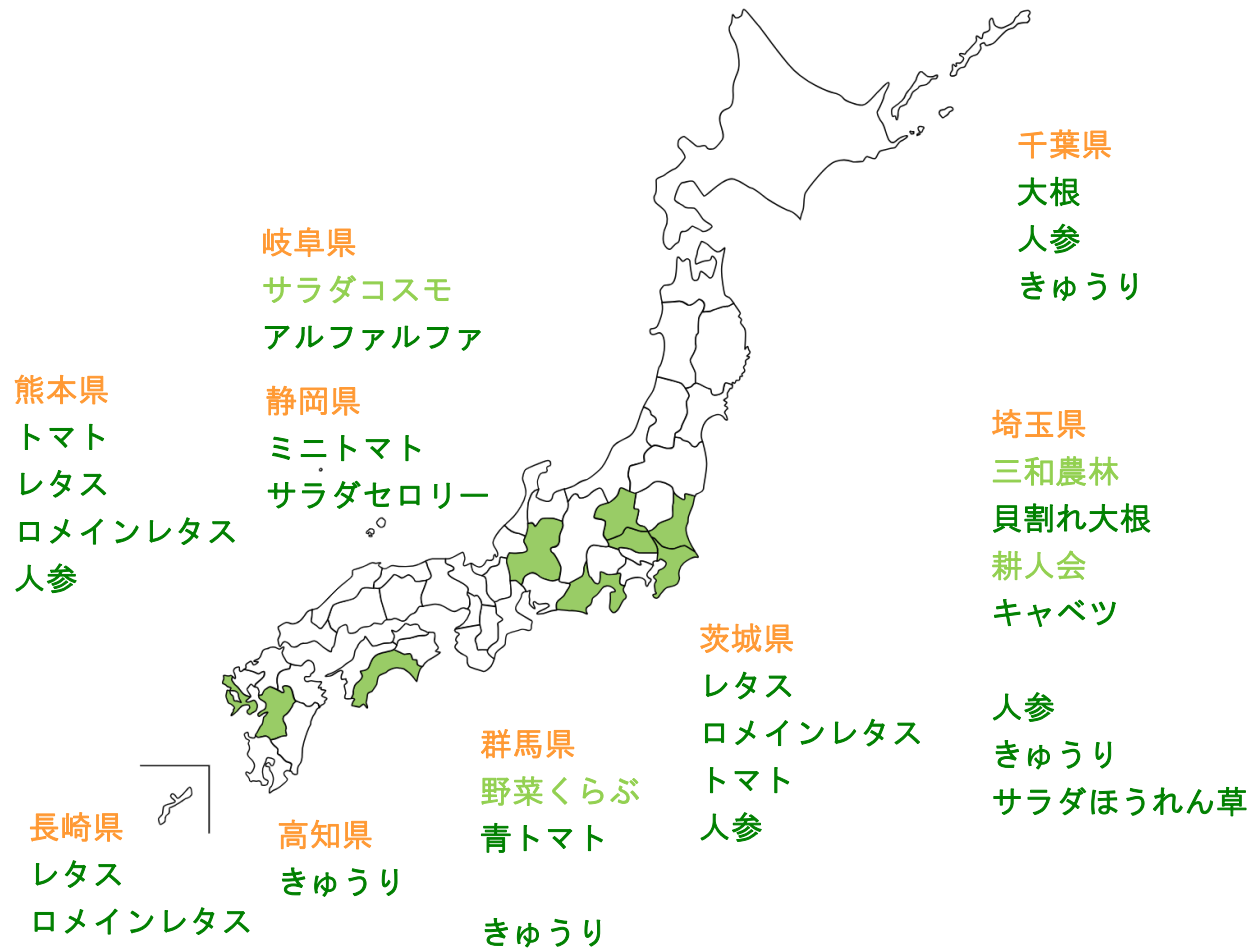 千葉県
大根
人参
きゅうり
岐阜県
サラダコスモ
アルファルファ
熊本県
トマト
レタス
ロメインレタス
人参
静岡県
ミニトマト
サラダセロリー
埼玉県
三和農林
貝割れ大根
耕人会
キャベツ
人参
きゅうり
サラダほうれん草
茨城県
レタス
ロメインレタス
トマト
人参
群馬県
野菜くらぶ
青トマト
きゅうり
長崎県
レタス
ロメインレタス
高知県
きゅうり